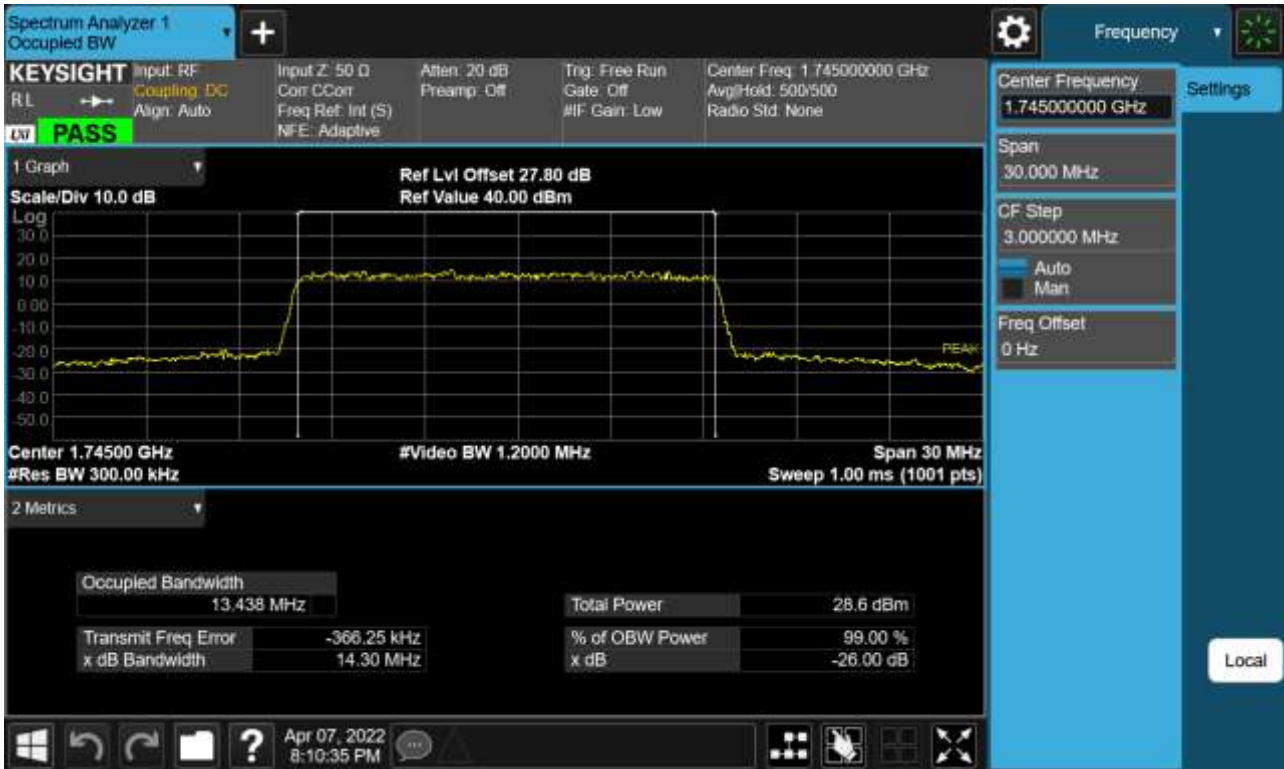 Spectrum Analyzer 1
Occupied BW
+
Frequency
KEYSIGHT
RL
PASS
Input: RF
Coupling: DC
Align: Auto
Input Z: 50 Ω
Corr CCorr
Freq Ref: Int (S)
NFE: Adaptive
Atten: 20 dB
Preamp: Off
Trig: Free Run
Gate: Off
#IF Gain: Low
Center Freq: 1.745000000 GHz
Avg|Hold: 500/500
Radio Std: None
Center Frequency
1.745000000 GHz
Settings
Span
30.000 MHz
CF Step
3.000000 MHz
Auto
Man
Freq Offset
0 Hz
Local
1 Graph
Scale/Div 10.0 dB
Ref Lvl Offset 27.80 dB
Ref Value 40.00 dBm
Log
30.0
20.0
10.0
0.00
-10.0
-20.0
-30.0
-40.0
-50.0
PEAK
Center 1.74500 GHz
#Video BW 1.2000 MHz
Span 30 MHz
#Res BW 300.00 kHz
Sweep 1.00 ms (1001 pts)
2 Metrics
Occupied Bandwidth
13.438 MHz
Total Power 28.6 dBm
Transmit Freq Error -366.25 kHz
% of OBW Power 99.00 %
x dB Bandwidth 14.30 MHz
x dB -26.00 dB
?
Apr 07, 2022
8:10:35 PM